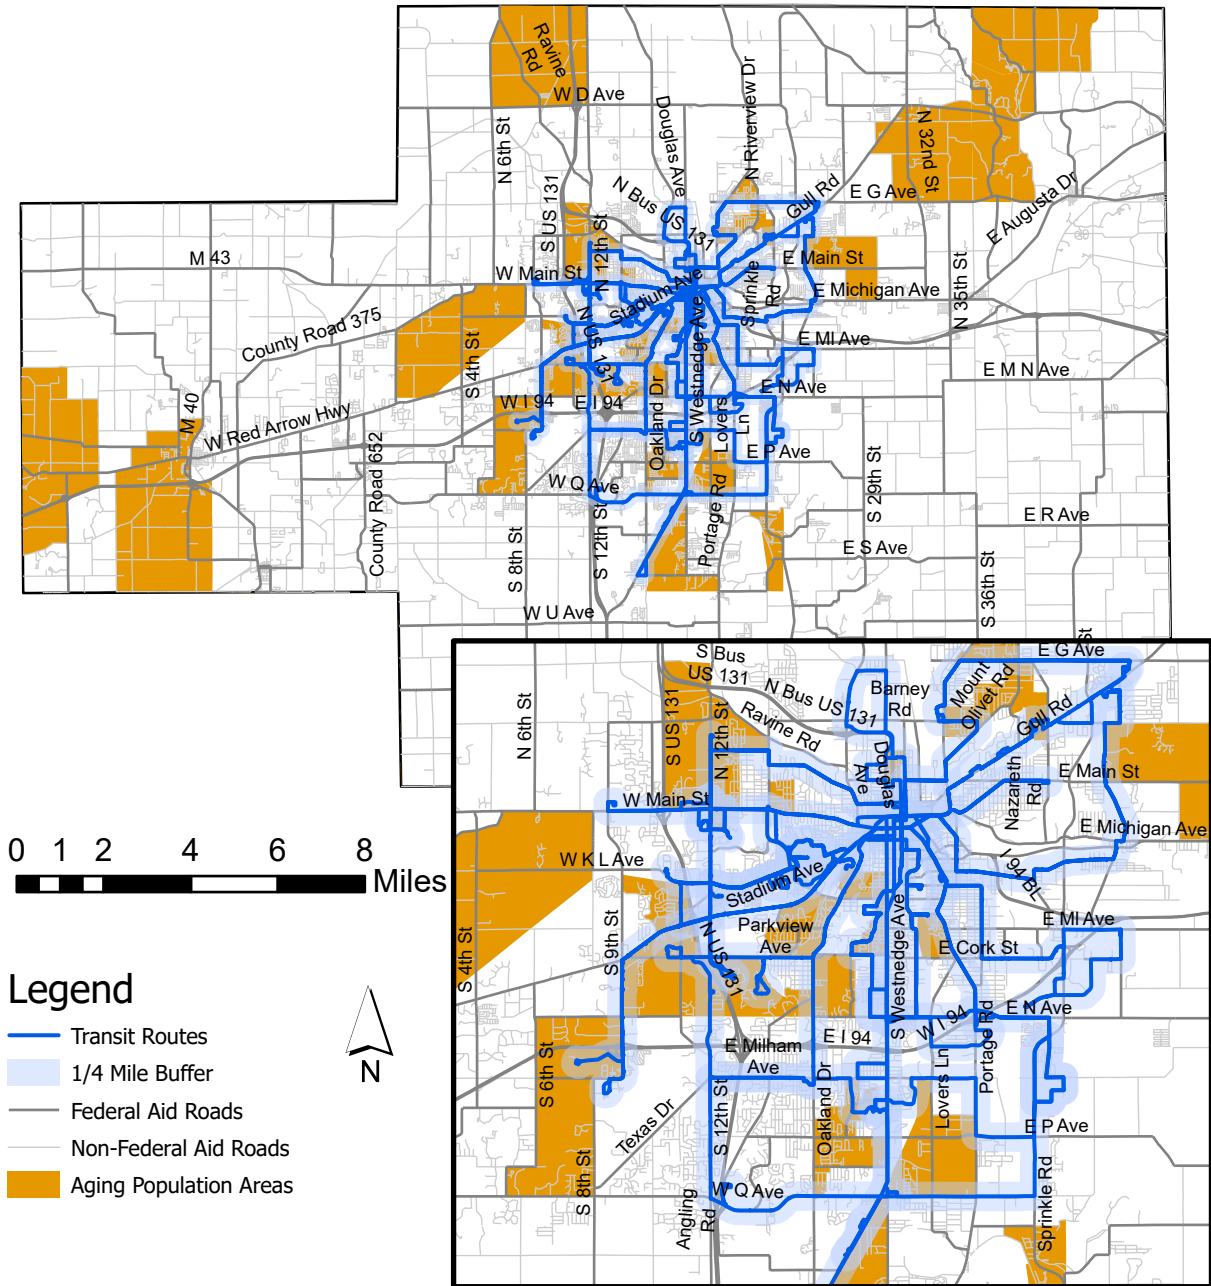 Ravine
Rd
W D Ave
Douglas Ave
N Riverview Dr
N 32nd St
N 6th St
S US 131
N 12th St
N Bus US 131
Gull Rd
E G Ave
E Augusta Dr
M 43
W Main St
Stadium Ave
Sprinkle
Rd
E Main St
E Michigan Ave
N 35th St
County Road 375
S 4th St
N US 131
S Westnedge Ave
E MI Ave
E M N Ave
E N Ave
M 40
W Red Arrow Hwy
W I 94
E I 94
Oakland Dr
Lovers
Ln
E P Ave
County Road 652
W Q Ave
S 8th St
S 12th St
Portage Rd
S 29th St
E R Ave
E S Ave
S 36th St
W U Ave
St
S Bus
US 131
N Bus US 131
Barney
Rd
Mount
Olivet Rd
E G Ave
N 6th St
S US 131
N 12th St
Ravine Rd
Douglas
Ave
Gull Rd
Nazareth
Rd
E Main St
W Main St
E Michigan Ave
W K L Ave
Stadium Ave
I 94 BL
S 4th St
S 9th St
Parkview
Ave
N US 131
S Westnedge Ave
E Cork St
E MI Ave
E N Ave
W I 94
E I 94
E Milham
Ave
S 6th St
Oakland Dr
Lovers Ln
Portage Rd
Texas Dr
S 12th St
E P Ave
S 8th St
W Q Ave
Angling
Rd
Sprinkle Rd
0 1 2 4 6 8
Miles
Legend
Transit Routes
1/4 Mile Buffer
Federal Aid Roads
Non-Federal Aid Roads
Aging Population Areas
N